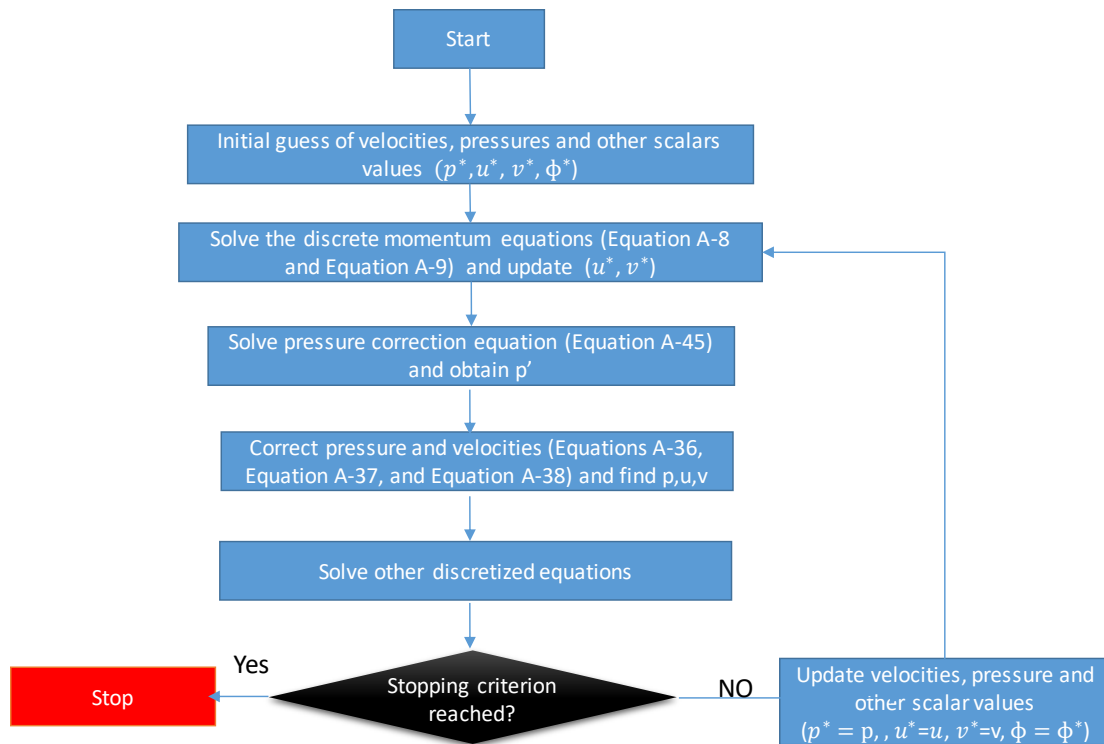 Start
Initial guess of velocities, pressures and other scalars
values (p*,u*, v*, ϕ*)
Solve the discrete momentum equations (Equation A-8
and Equation A-9) and update (u*, v*)
Solve pressure correction equation (Equation A-45)
and obtain p’
Correct pressure and velocities (Equations A-36,
Equation A-37, and Equation A-38) and find p,u,v
Solve other discretized equations
Stopping criterion
reached?
Yes
Stop
NO
Update velocities, pressure and
other scalar values
(p* = p, , u*=u, v*=v, ϕ = ϕ*)